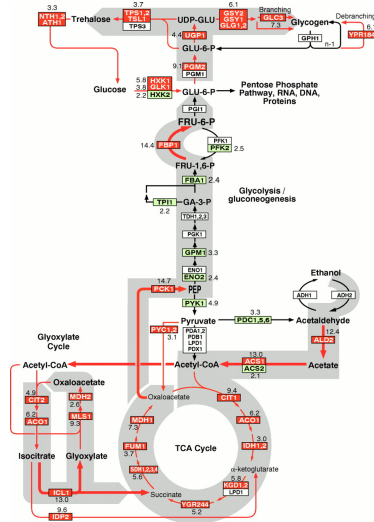 3.3
NTH1,2
ATH1
Trehalose
3.7
TPS1,2
TSL1
TPS3
UDP-GLU
6.1
GSY2
GSY1
GLG1,2
Branching
GLC3
7.3
Glycogen
GPH1
n-1
Debranching
6.1
YPR184
4.4
UGP1
GLU-6-P
9.1
PGM2
PGM1
Glucose
5.8
HXK1
3.8
GLK1
2.2
HXK2
GLU-6-P
Pentose Phosphate
Pathway, RNA, DNA,
Proteins
PGI1
FRU-6-P
14.4
FBP1
PFK1
PFK2
2.5
FRU-1,6-P
FBA1
2.4
TPI1
2.2
GA-3-P
TDH1,2,3
PGK1
GPM1
3.3
ENO1
ENO2
2.4
Glycolysis /
gluconeogenesis
14.7
PCK1
PEP
PYK1
4.9
Pyruvate
3.3
PDC1,5,6
Ethanol
ADH1
ADH2
Acetaldehyde
12.4
ALD2
Acetate
PYC1,2
3.1
PDA1,2
PDB1
LPD1
PDX1
13.0
ACS1
ACS2
2.1
Acetyl-CoA
Glyoxylate
Cycle
Acetyl-CoA
Oxaloacetate
4.9
CIT2
MDH2
2.6
6.2
ACO1
MLS1
9.3
Isocitrate
Glyoxylate
ICL1
13.0
9.6
IDP2
Oxaloacetate
9.4
CIT1
MDH1
7.3
6.2
ACO1
FUM1
3.7
TCA Cycle
3.0
IDH1,2
SDH1,2,3,4
5.6
α-ketoglutarate
5.8/
KGD1,2
LPD1
Succinate
YGR244
5.2